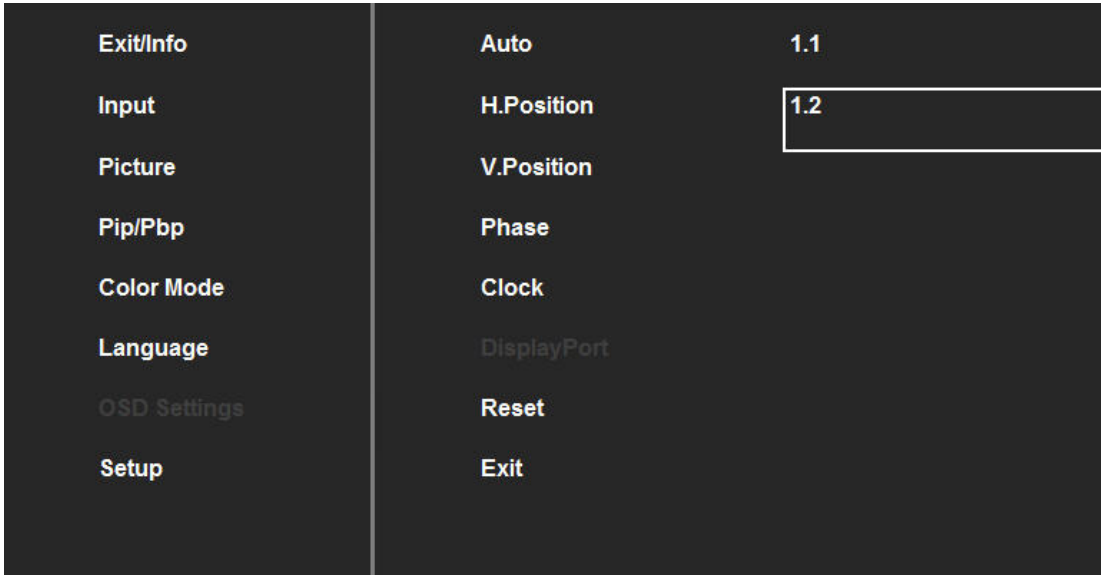 Exit/Info
Input
Picture
Pip/Pbp
Color Mode
Language
OSD Settings
Setup
Auto
H.Position
V.Position
Phase
Clock
DisplayPort
Reset
Exit
1.1
1.2